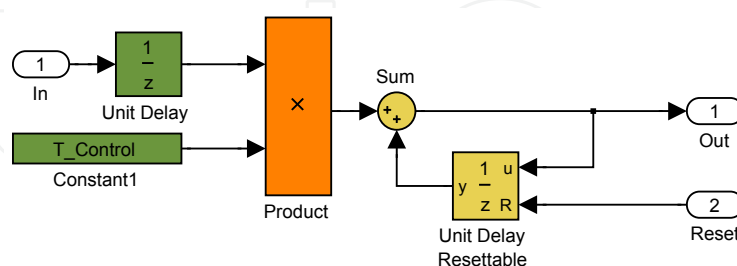 1
In
1
z
Unit Delay
T_Control
Constant1
×
Product
Sum
+
+
1
Out
y
1
z
u
R
Unit Delay
Resettable
2
Reset